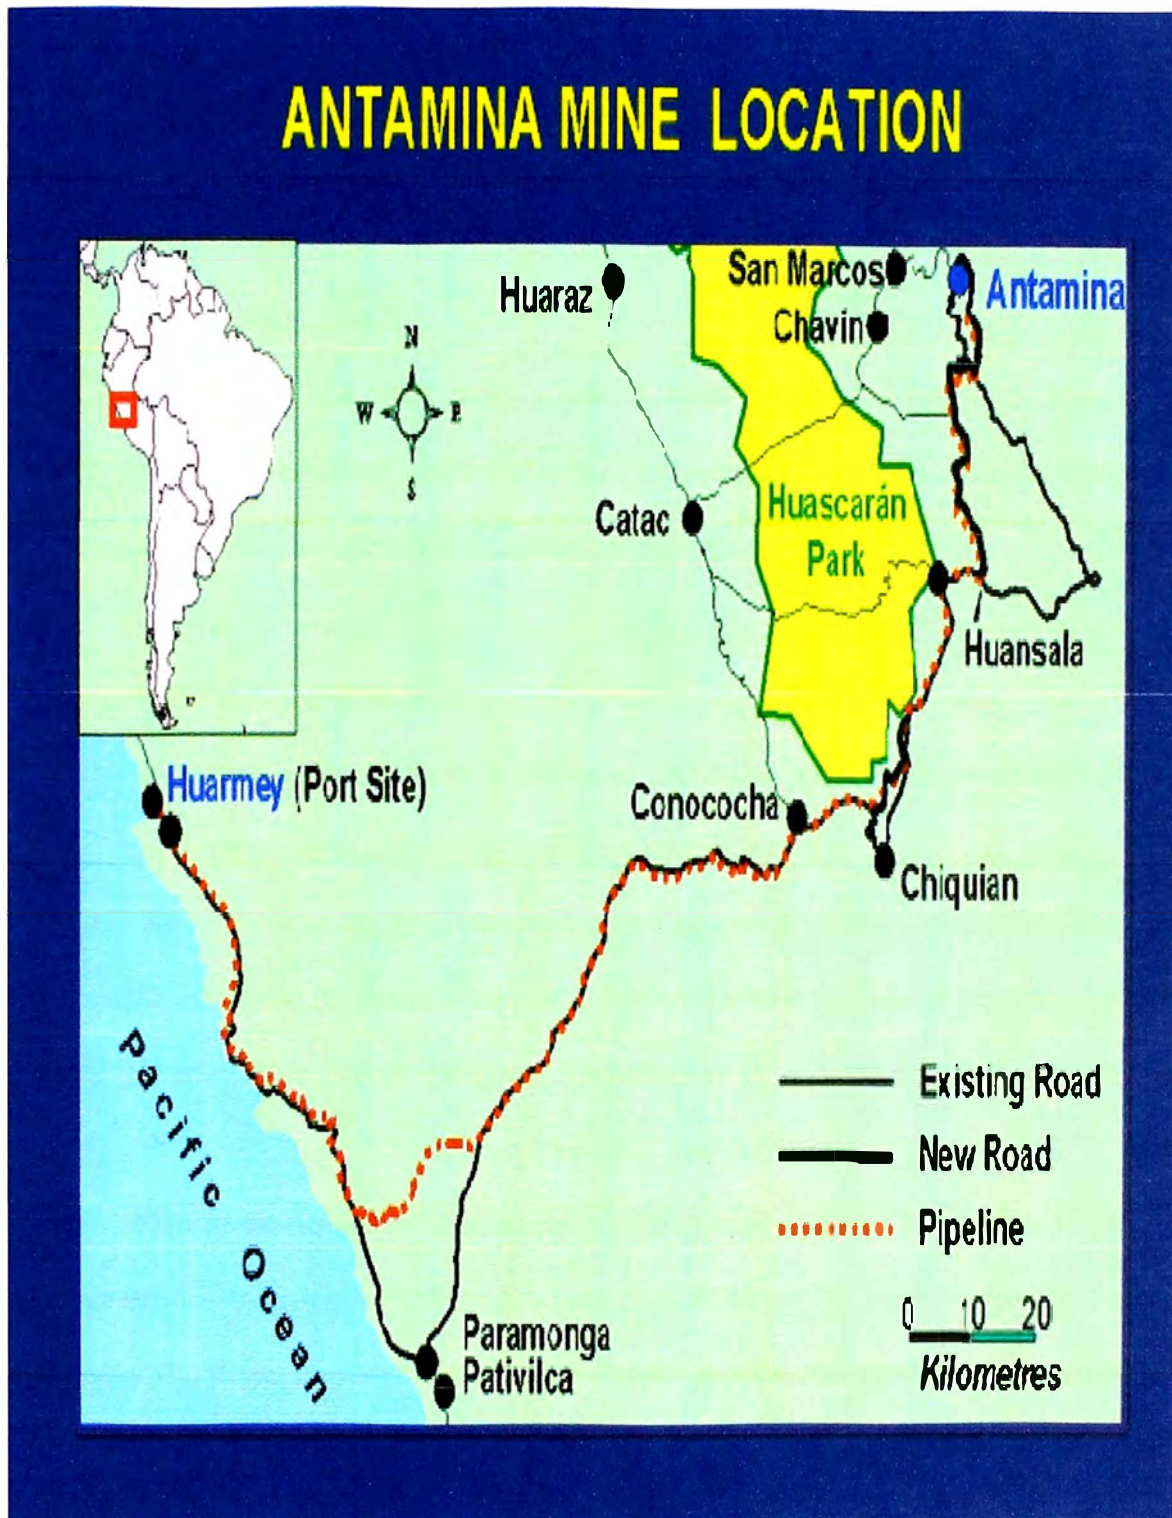 ANTAMINA MINE LOCATION
San Marcos
Antamina
Huaraz
Chavin
N
W
E
S
Catac
Huascarán
Park
Huansala
Huarmey (Port Site)
Conococha
Chiquian
Pacific Ocean
Existing Road
New Road
Pipeline
0 10 20
Kilometres
Paramonga
Pativilca